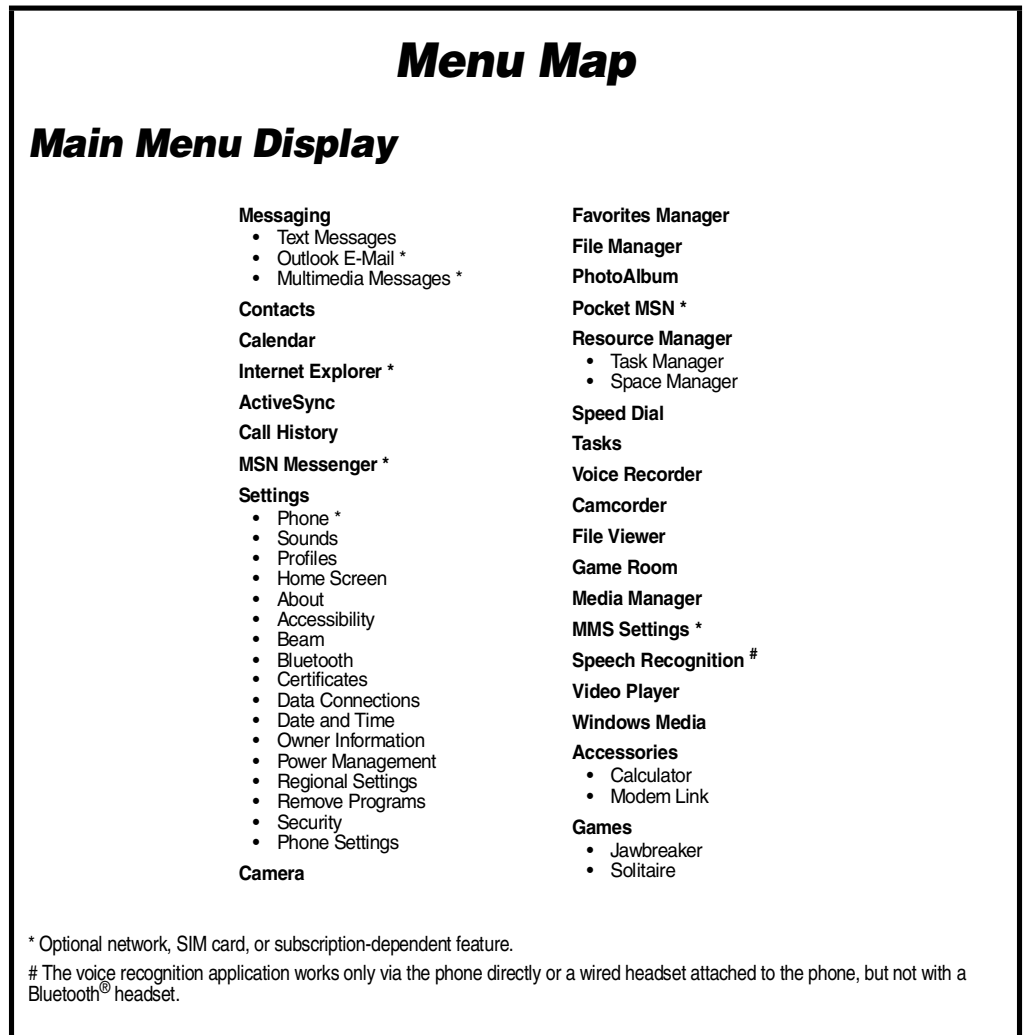 Menu Map
Main Menu Display
Messaging
• Text Messages
• Outlook E-Mail *
• Multimedia Messages *
Contacts
Calendar
Internet Explorer *
ActiveSync
Call History
MSN Messenger *
Settings
• Phone *
• Sounds
• Profiles
• Home Screen
• About
• Accessibility
• Beam
• Bluetooth
• Certificates
• Data Connections
• Date and Time
• Owner Information
• Power Management
• Regional Settings
• Remove Programs
• Security
• Phone Settings
Camera
Favorites Manager
File Manager
PhotoAlbum
Pocket MSN *
Resource Manager
• Task Manager
• Space Manager
Speed Dial
Tasks
Voice Recorder
Camcorder
File Viewer
Game Room
Media Manager
MMS Settings *
Speech Recognition #
Video Player
Windows Media
Accessories
• Calculator
• Modem Link
Games
• Jawbreaker
• Solitaire
* Optional network, SIM card, or subscription-dependent feature.
# The voice recognition application works only via the phone directly or a wired headset attached to the phone, but not with a
Bluetooth® headset.